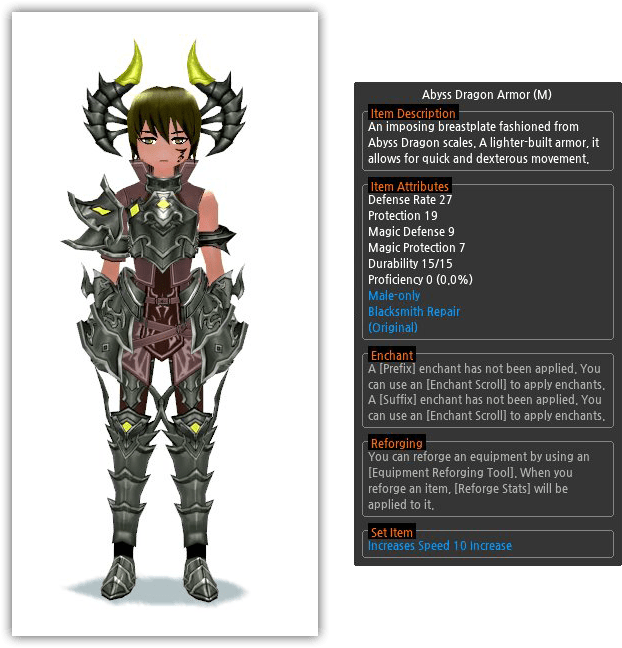 Abyss Dragon Armor (M)
Item Description
An imposing breastplate fashioned from
Abyss Dragon scales. A lighter-built armor, it
allows for quick and dexterous movement.
Item Attributes
Defense Rate 27
Protection 19
Magic Defense 9
Magic Protection 7
Durability 15/15
Proficiency 0 (0.0%)
Male-only
Blacksmith Repair
(Original)
Enchant
A [Prefix] enchant has not been applied. You
can use an [Enchant Scroll] to apply enchants.
A [Suffix] enchant has not been applied. You
can use an [Enchant Scroll] to apply enchants.
Reforging
You can reforge an equipment by using an
[Equipment Reforging Tool]. When you
reforge an item, [Reforge Stats] will be
applied to it.
Set Item
Increases Speed 10 Increase